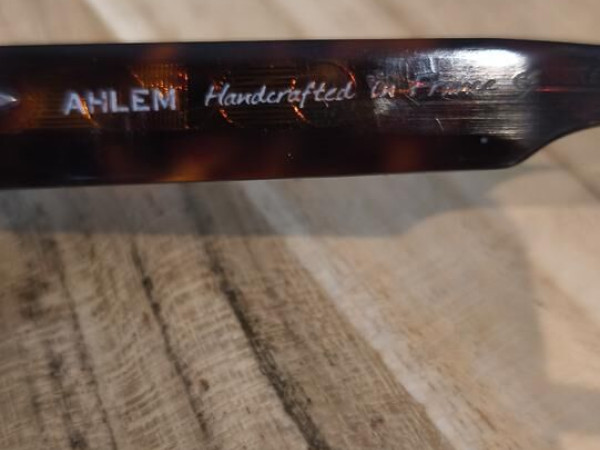 AHLEM Handcrafted in France